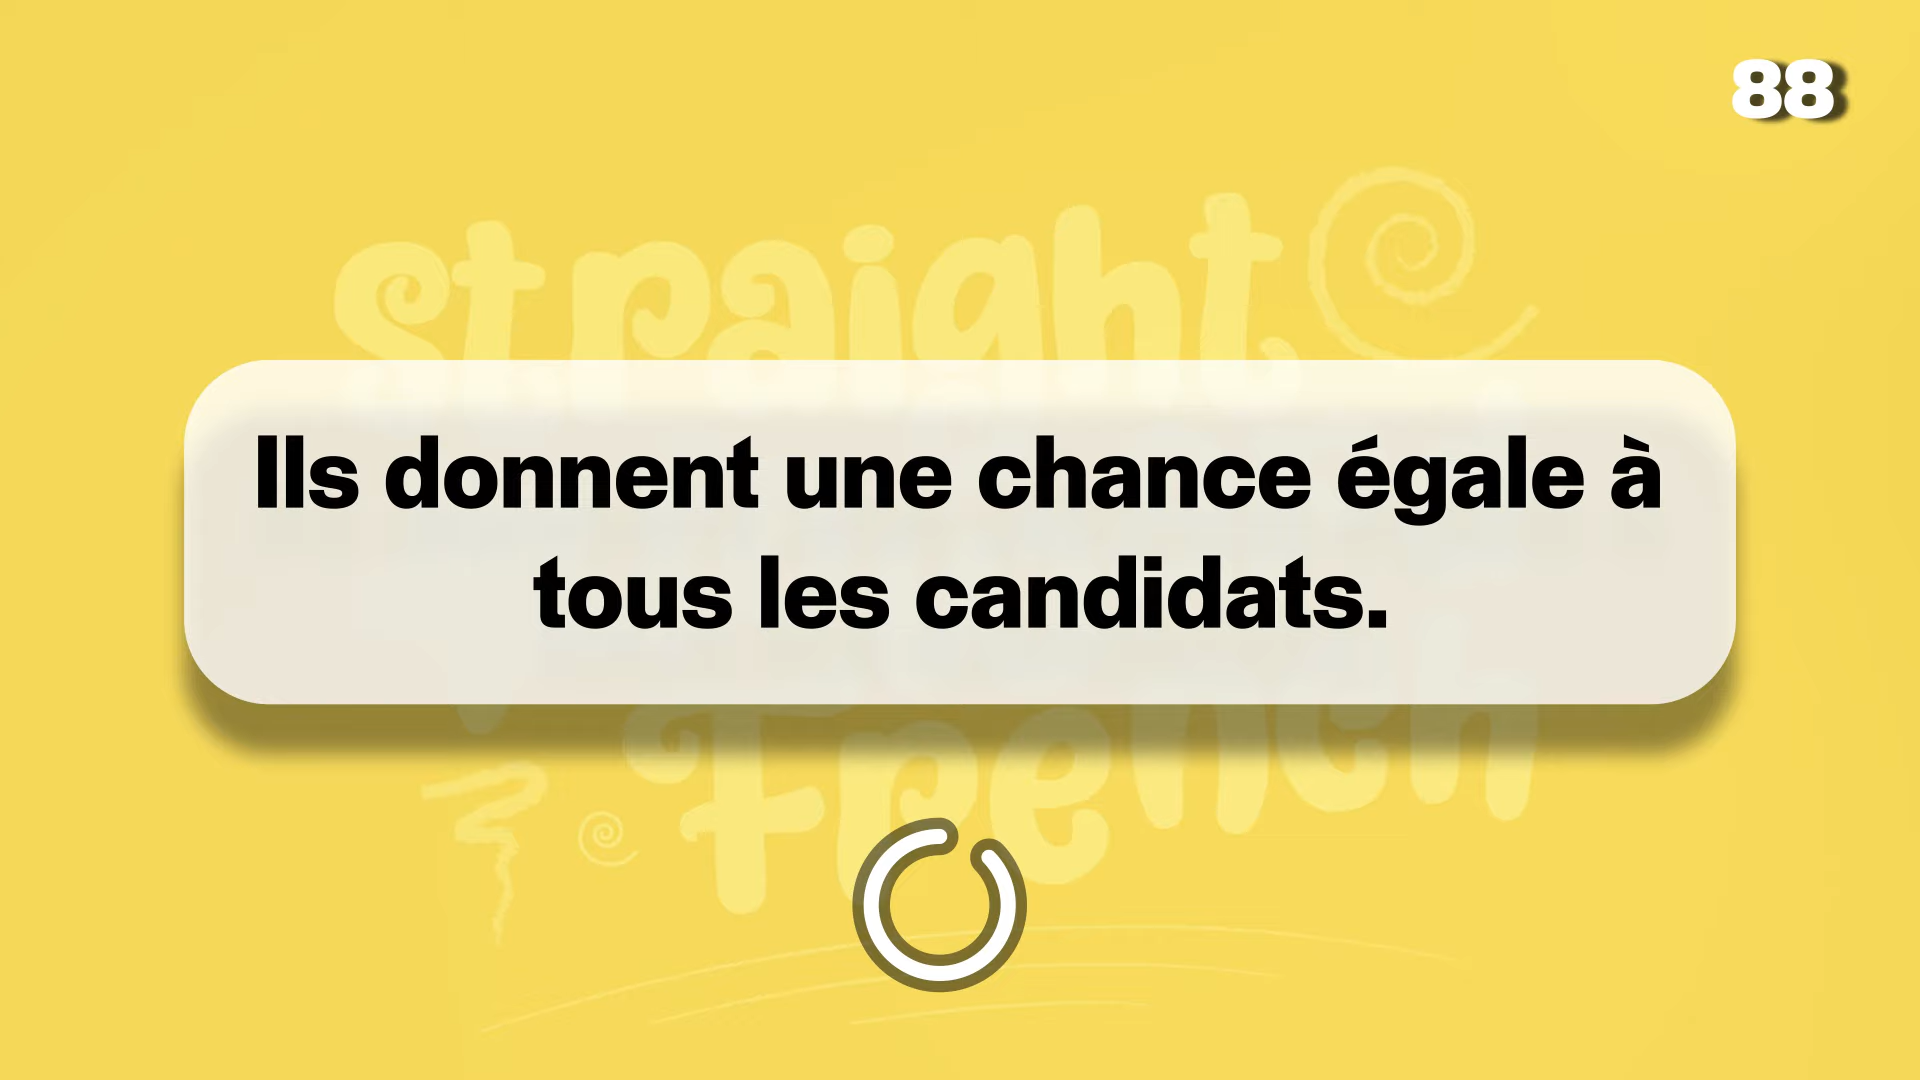 88
straight
Ils donnent une chance égale à
tous les candidats.
French